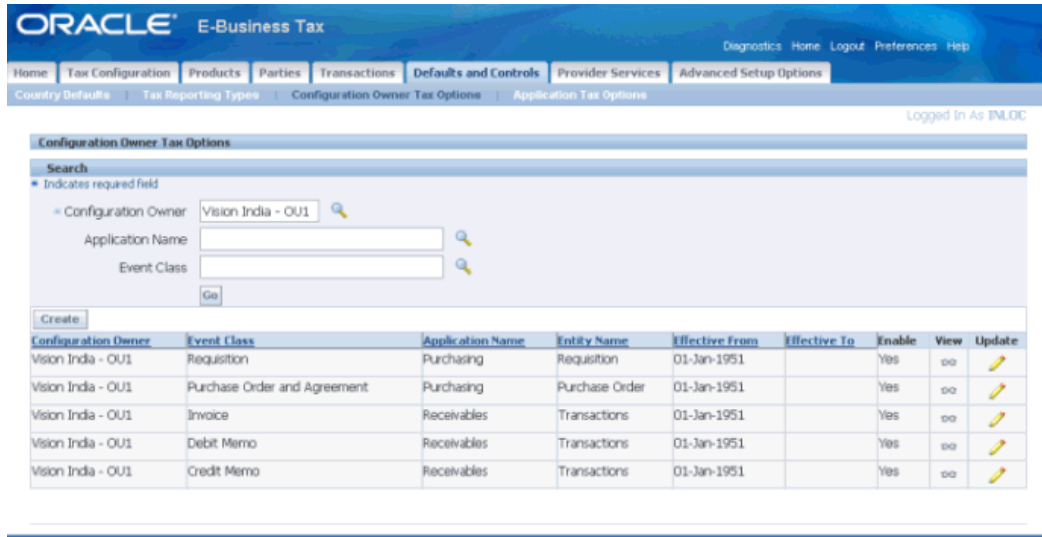 ORACLE® E-Business Tax
Diagnostics Home Logout Preferences Help
Home Tax Configuration Products Parties Transactions Defaults and Controls Provider Services Advanced Setup Options
Country Defaults | Tax Reporting Types | Configuration Owner Tax Options | Application Tax Options
Logged In As INLOC
Configuration Owner Tax Options
Search
* Indicates required field
* Configuration Owner Vision India - OU1
Application Name
Event Class
Go
Create
Configuration Owner Event Class Application Name Entity Name Effective From Effective To Enable View Update
Vision India - OU1 Requisition Purchasing Requisition 01-Jan-1951 Yes
Vision India - OU1 Purchase Order and Agreement Purchasing Purchase Order 01-Jan-1951 Yes
Vision India - OU1 Invoice Receivables Transactions 01-Jan-1951 Yes
Vision India - OU1 Debit Memo Receivables Transactions 01-Jan-1951 Yes
Vision India - OU1 Credit Memo Receivables Transactions 01-Jan-1951 Yes